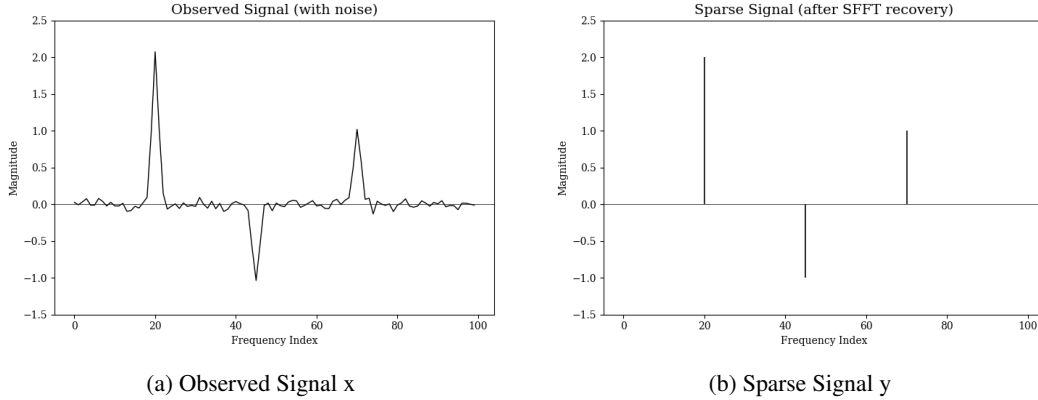 Observed Signal (with noise)
2.5
2.0
1.5
1.0
0.5
0.0
−0.5
−1.0
−1.5
Magnitude
0 20 40 60 80 100
Frequency Index
(a) Observed Signal x
Sparse Signal (after SFFT recovery)
2.5
2.0
1.5
1.0
0.5
0.0
−0.5
−1.0
−1.5
Magnitude
0 20 40 60 80 100
Frequency Index
(b) Sparse Signal y